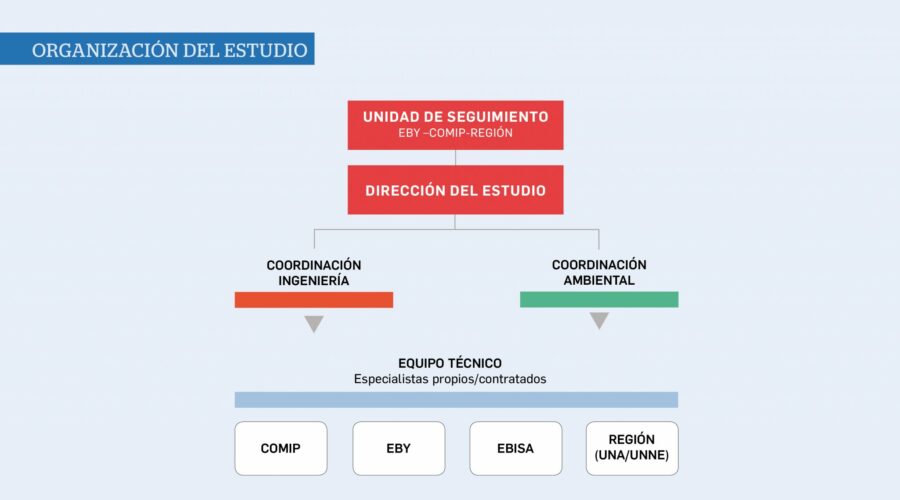 ORGANIZACIÓN DEL ESTUDIO
UNIDAD DE SEGUIMIENTO
EBY –COMIP-REGIÓN
DIRECCIÓN DEL ESTUDIO
COORDINACIÓN
INGENIERÍA
COORDINACIÓN
AMBIENTAL
EQUIPO TÉCNICO
Especialistas propios/contratados
COMIP
EBY
EBISA
REGIÓN
(UNA/UNNE)